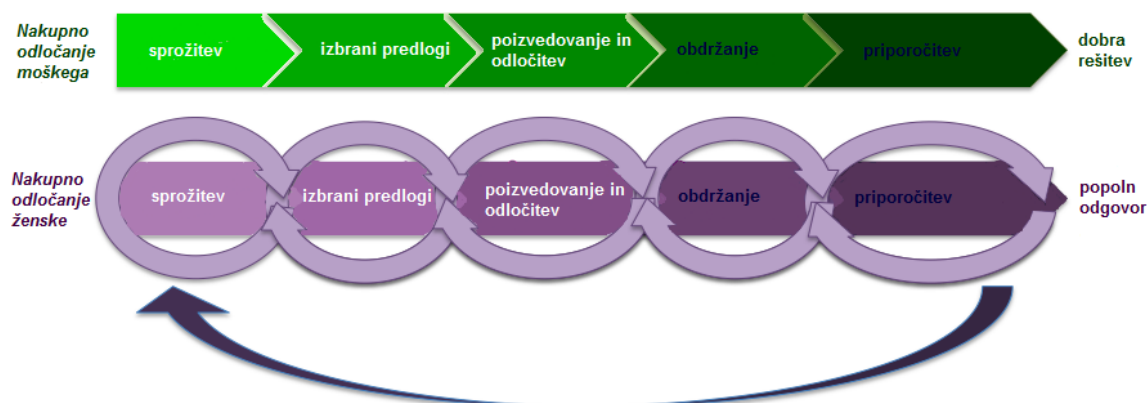 Nakupno
odločanje
moškega
sprožitev
izbrani predlogi
poizvedovanje in
odločitev
obdržanje
priporočitev
dobra
rešitev
Nakupno
odločanje
ženske
sprožitev
izbrani predlogi
poizvedovanje in
odločitev
obdržanje
priporočitev
popoln
odgovor